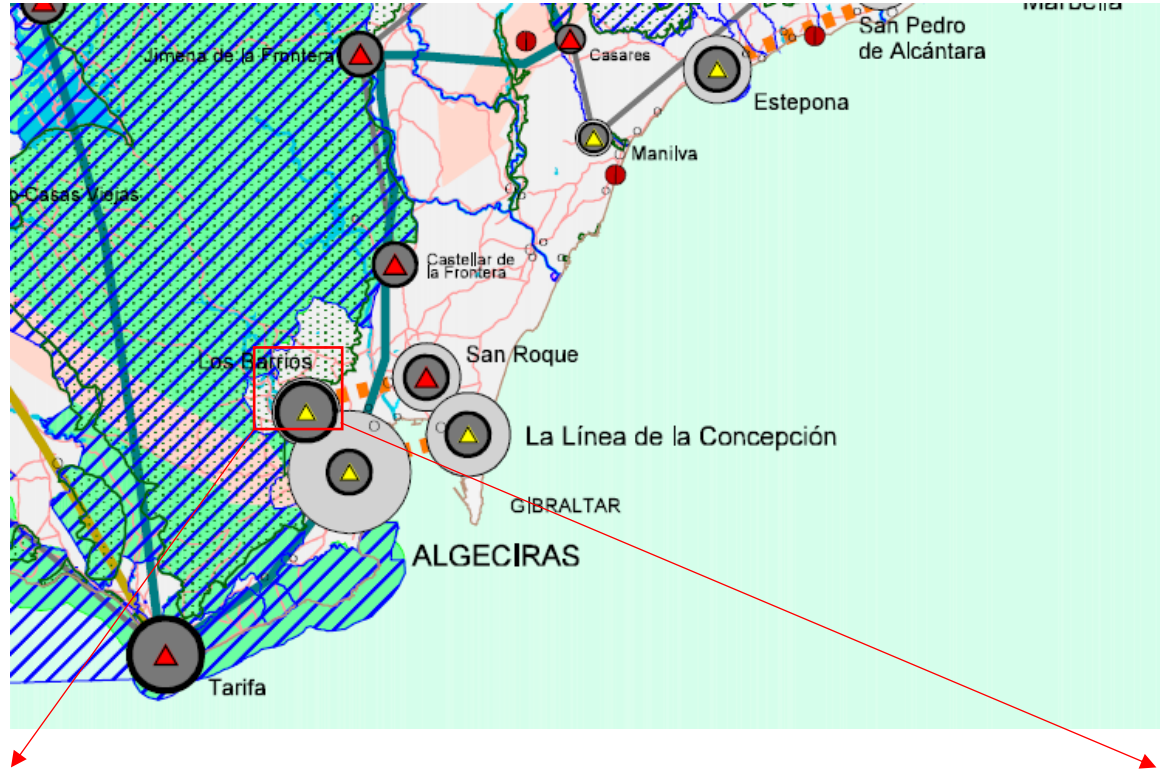 Marbella
San Pedro
de Alcántara
Jimena de la Frontera
Casares
Estepona
Manilva
Casas Viejas
Castellar de
la Frontera
Los Barrios
San Roque
La Línea de la Concepción
GIBRALTAR
ALGECIRAS
Tarifa